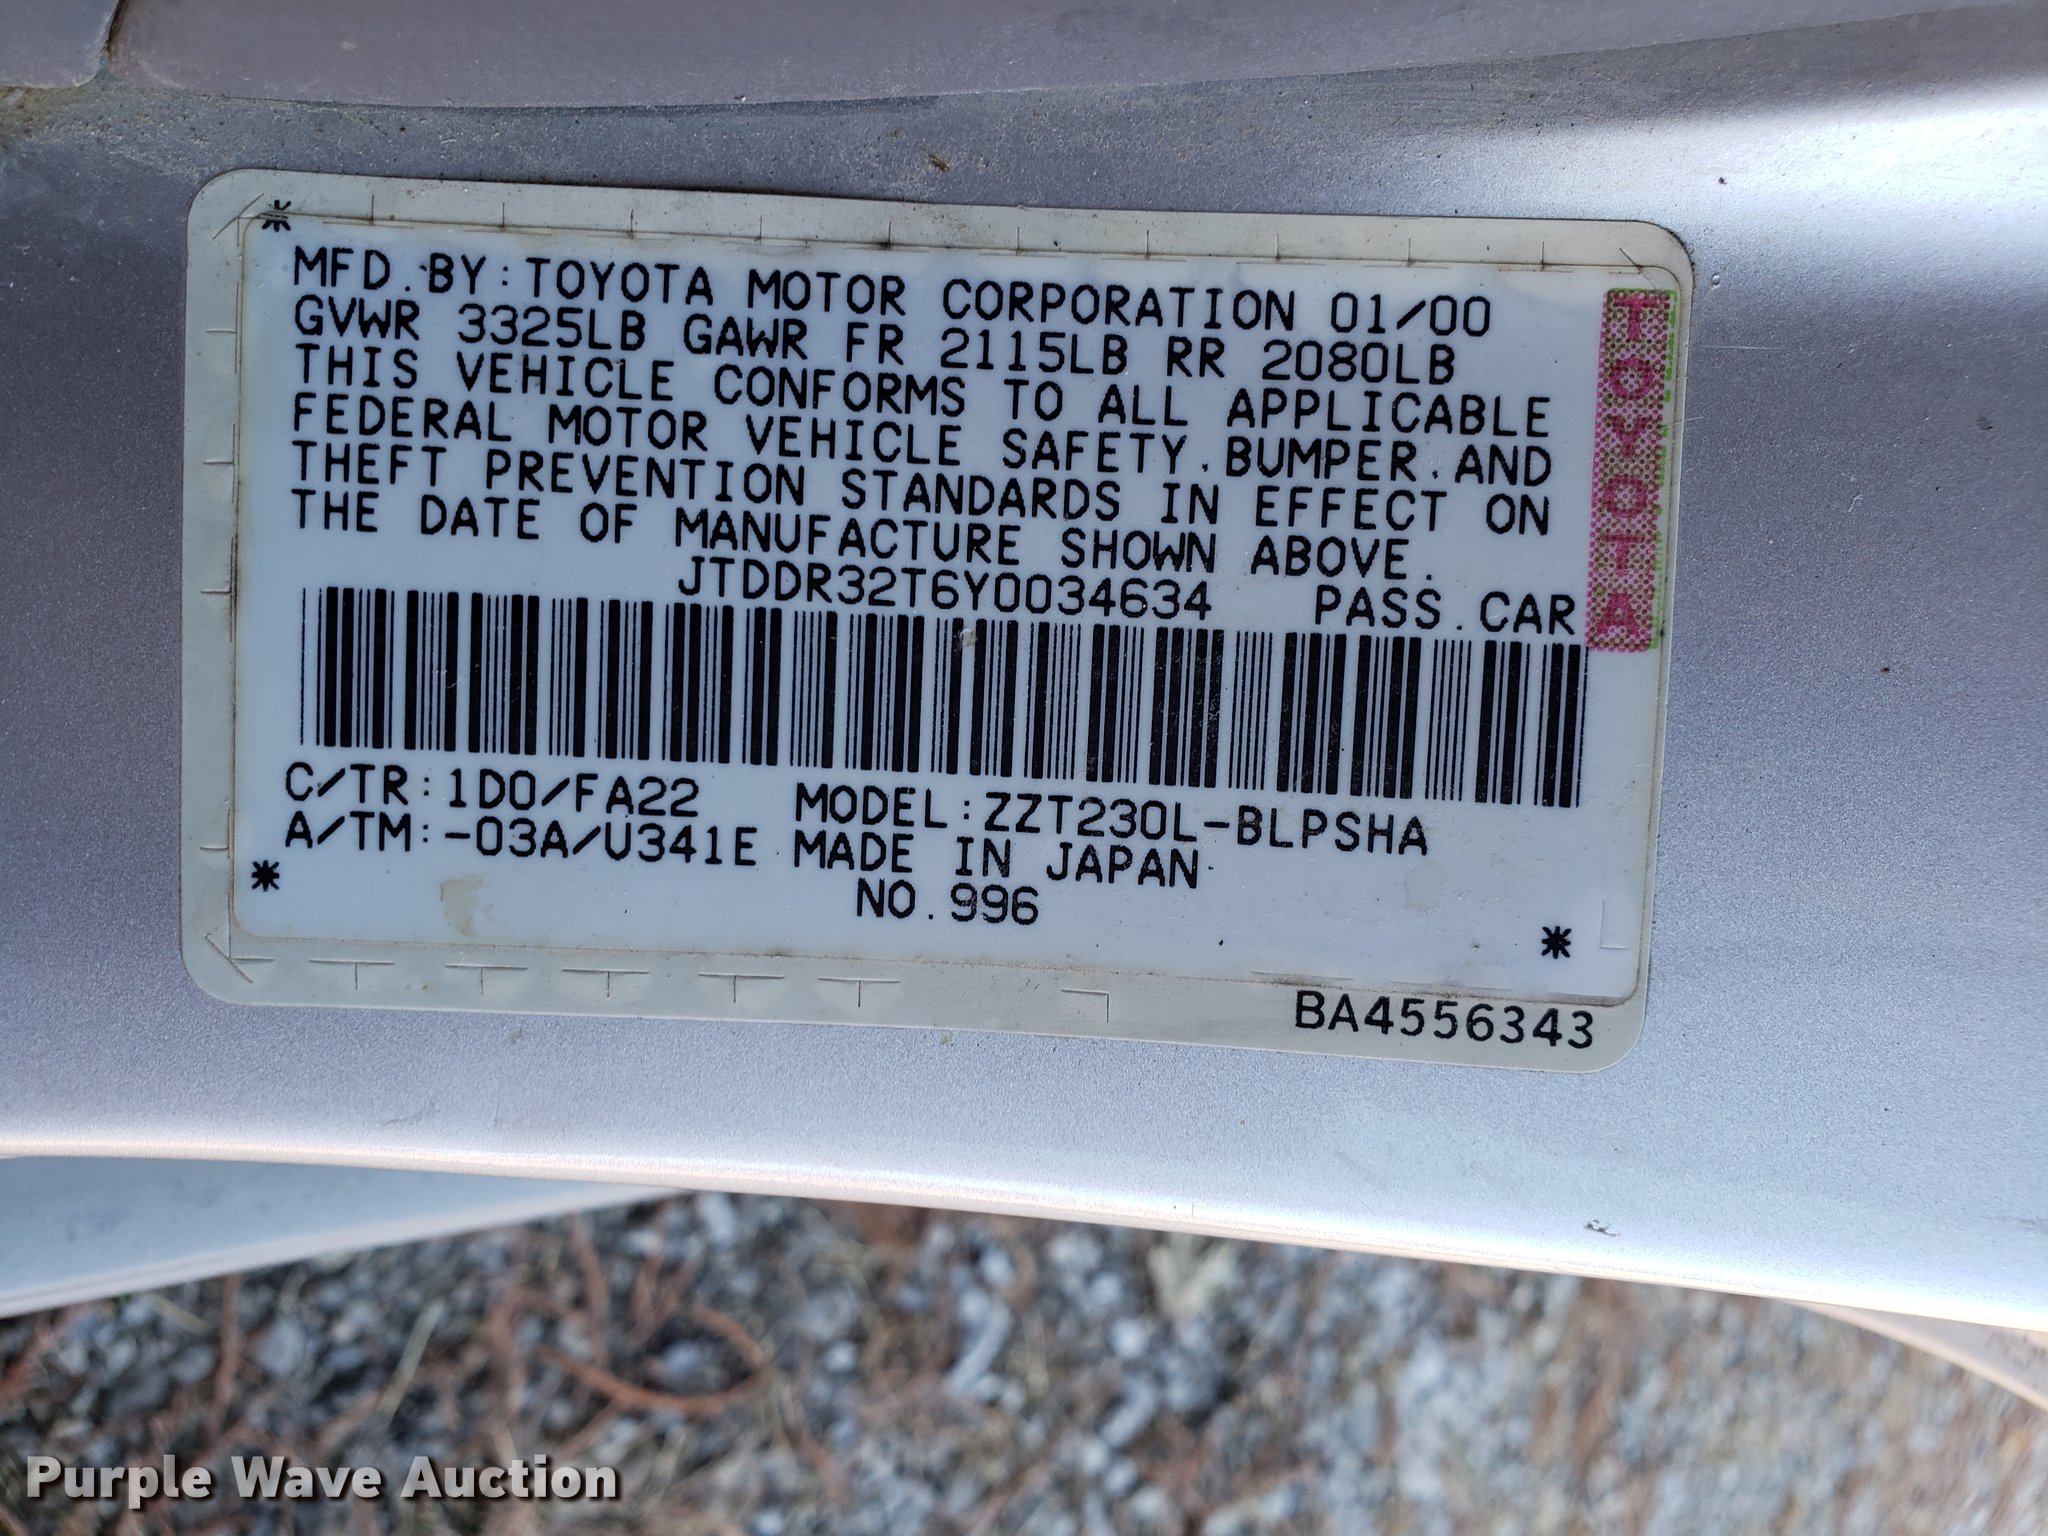 MFD. BY: TOYOTA MOTOR CORPORATION 01/00
GVWR 3325LB GAWR FR 2115LB RR 2080LB
THIS VEHICLE CONFORMS TO ALL APPLICABLE
FEDERAL MOTOR VEHICLE SAFETY. BUMPER. AND
THEFT PREVENTION STANDARDS IN EFFECT ON
THE DATE OF MANUFACTURE SHOWN ABOVE.
JTDDR32T6Y0034634 PASS. CAR
C/TR: 1D0/FA22 MODEL: ZZT230L-BLPSHA
A/TM: -03A/U341E MADE IN JAPAN
NO. 996
BA4556343
TOYOTA
Purple Wave Auction